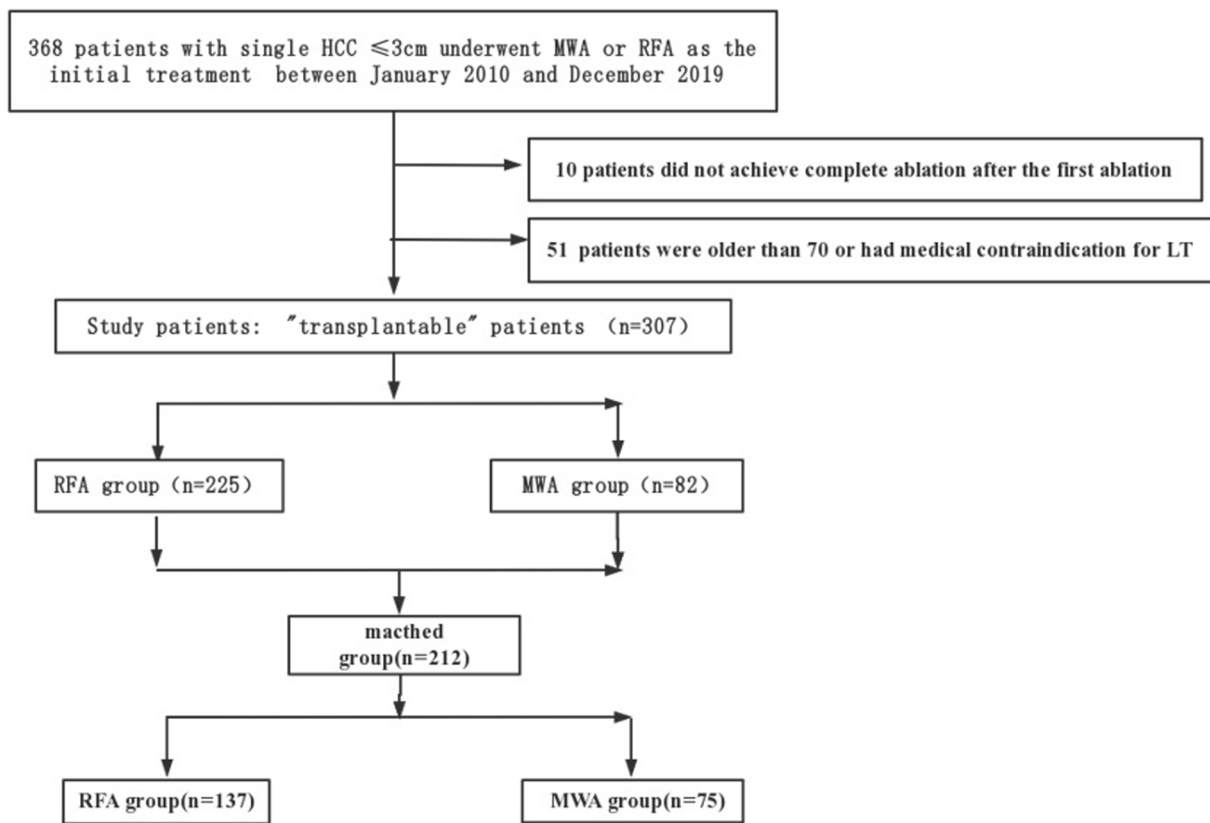 368 patients with single HCC ≤3cm underwent MWA or RFA as the
initial treatment between January 2010 and December 2019
10 patients did not achieve complete ablation after the first ablation
51 patients were older than 70 or had medical contraindication for LT
Study patients: "transplantable" patients (n=307)
RFA group (n=225)
MWA group (n=82)
macthed
group(n=212)
RFA group(n=137)
MWA group(n=75)